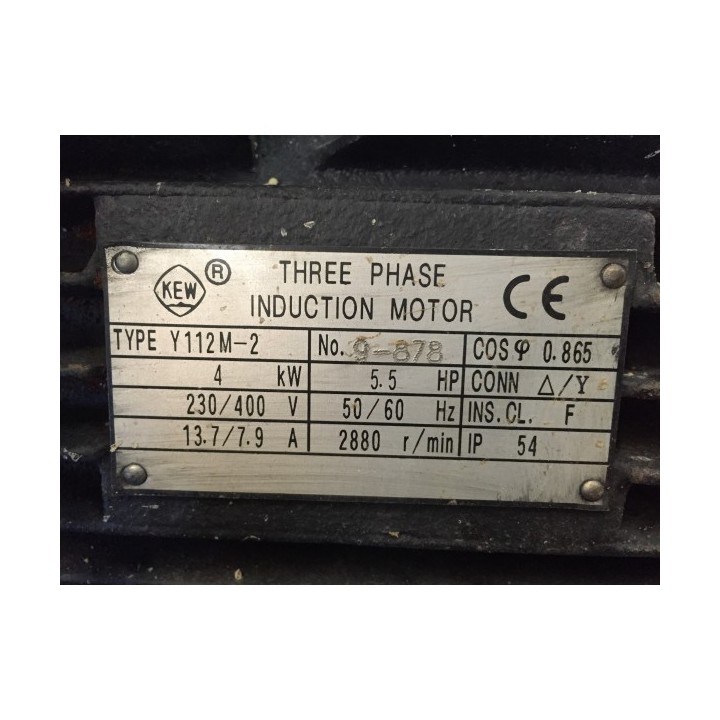 KEW ® THREE PHASE
INDUCTION MOTOR CE
TYPE Y112M-2 No. 9-878 COSφ 0.865
4 kW 5.5 HP CONN △/Y
230/400 V 50/60 Hz INS.CL. F
13.7/7.9 A 2880 r/min IP 54